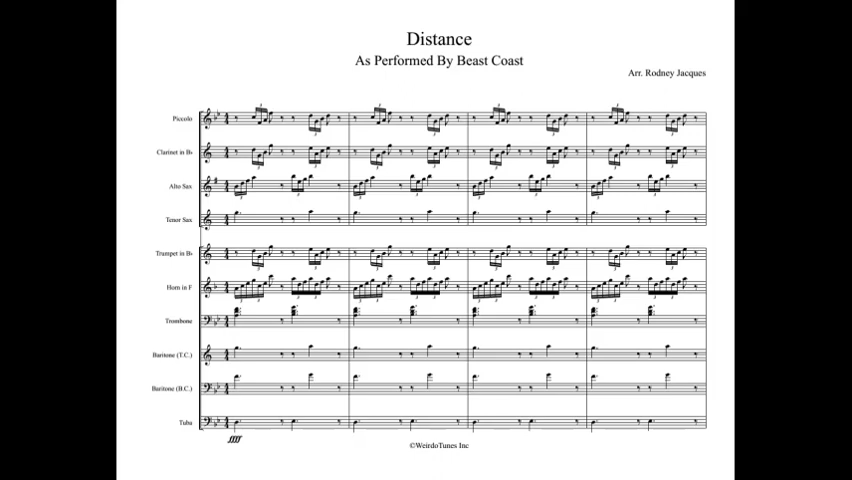 Distance
As Performed By Beast Coast
Arr. Rodney Jacques
Piccolo
Clarinet in B♭
Alto Sax
Tenor Sax
Trumpet in B♭
Horn in F
Trombone
Baritone (T.C.)
Baritone (B.C.)
Tuba
ffff
©WeirdoTunes Inc